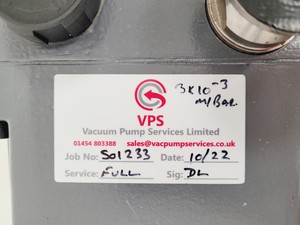 3x10⁻³
m/Bar.
VPS
Vacuum Pump Services Limited
01454 803388 sales@vacpumpservices.co.uk
Job No: S01233 Date: 10/22
Service: FULL Sig: DL